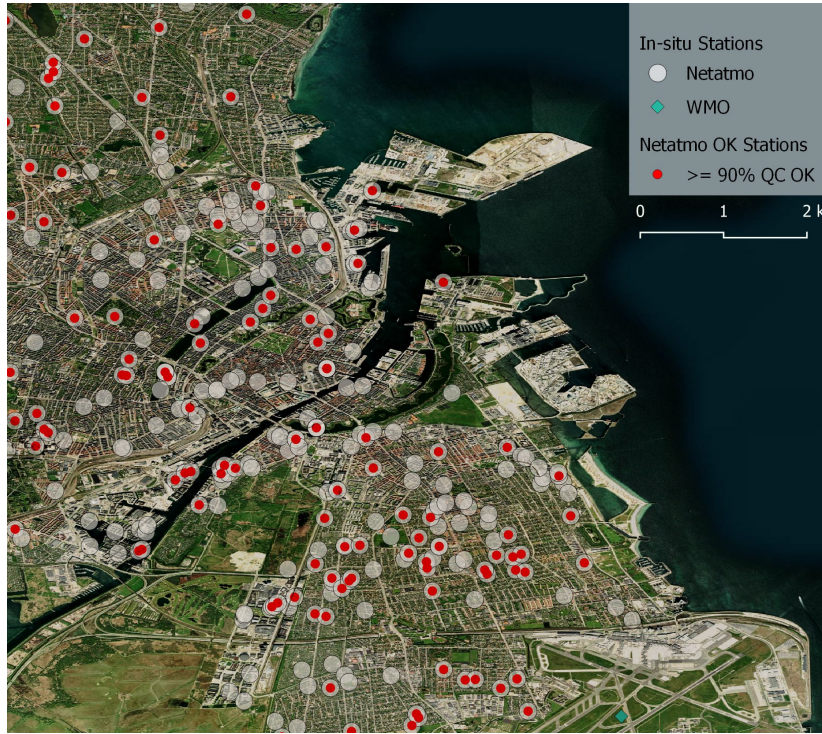 In-situ Stations
Netatmo
WMO
Netatmo OK Stations
>= 90% QC OK
0 1 2 k